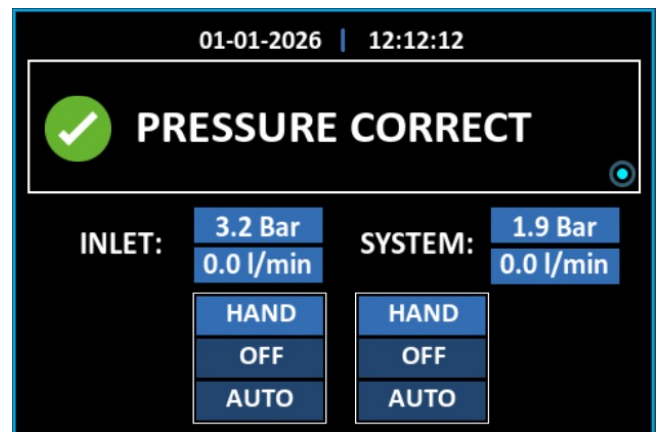 01-01-2026 | 12:12:12
PRESSURE CORRECT
INLET: 3.2 Bar SYSTEM: 1.9 Bar
0.0 l/min 0.0 l/min
HAND HAND
OFF OFF
AUTO AUTO